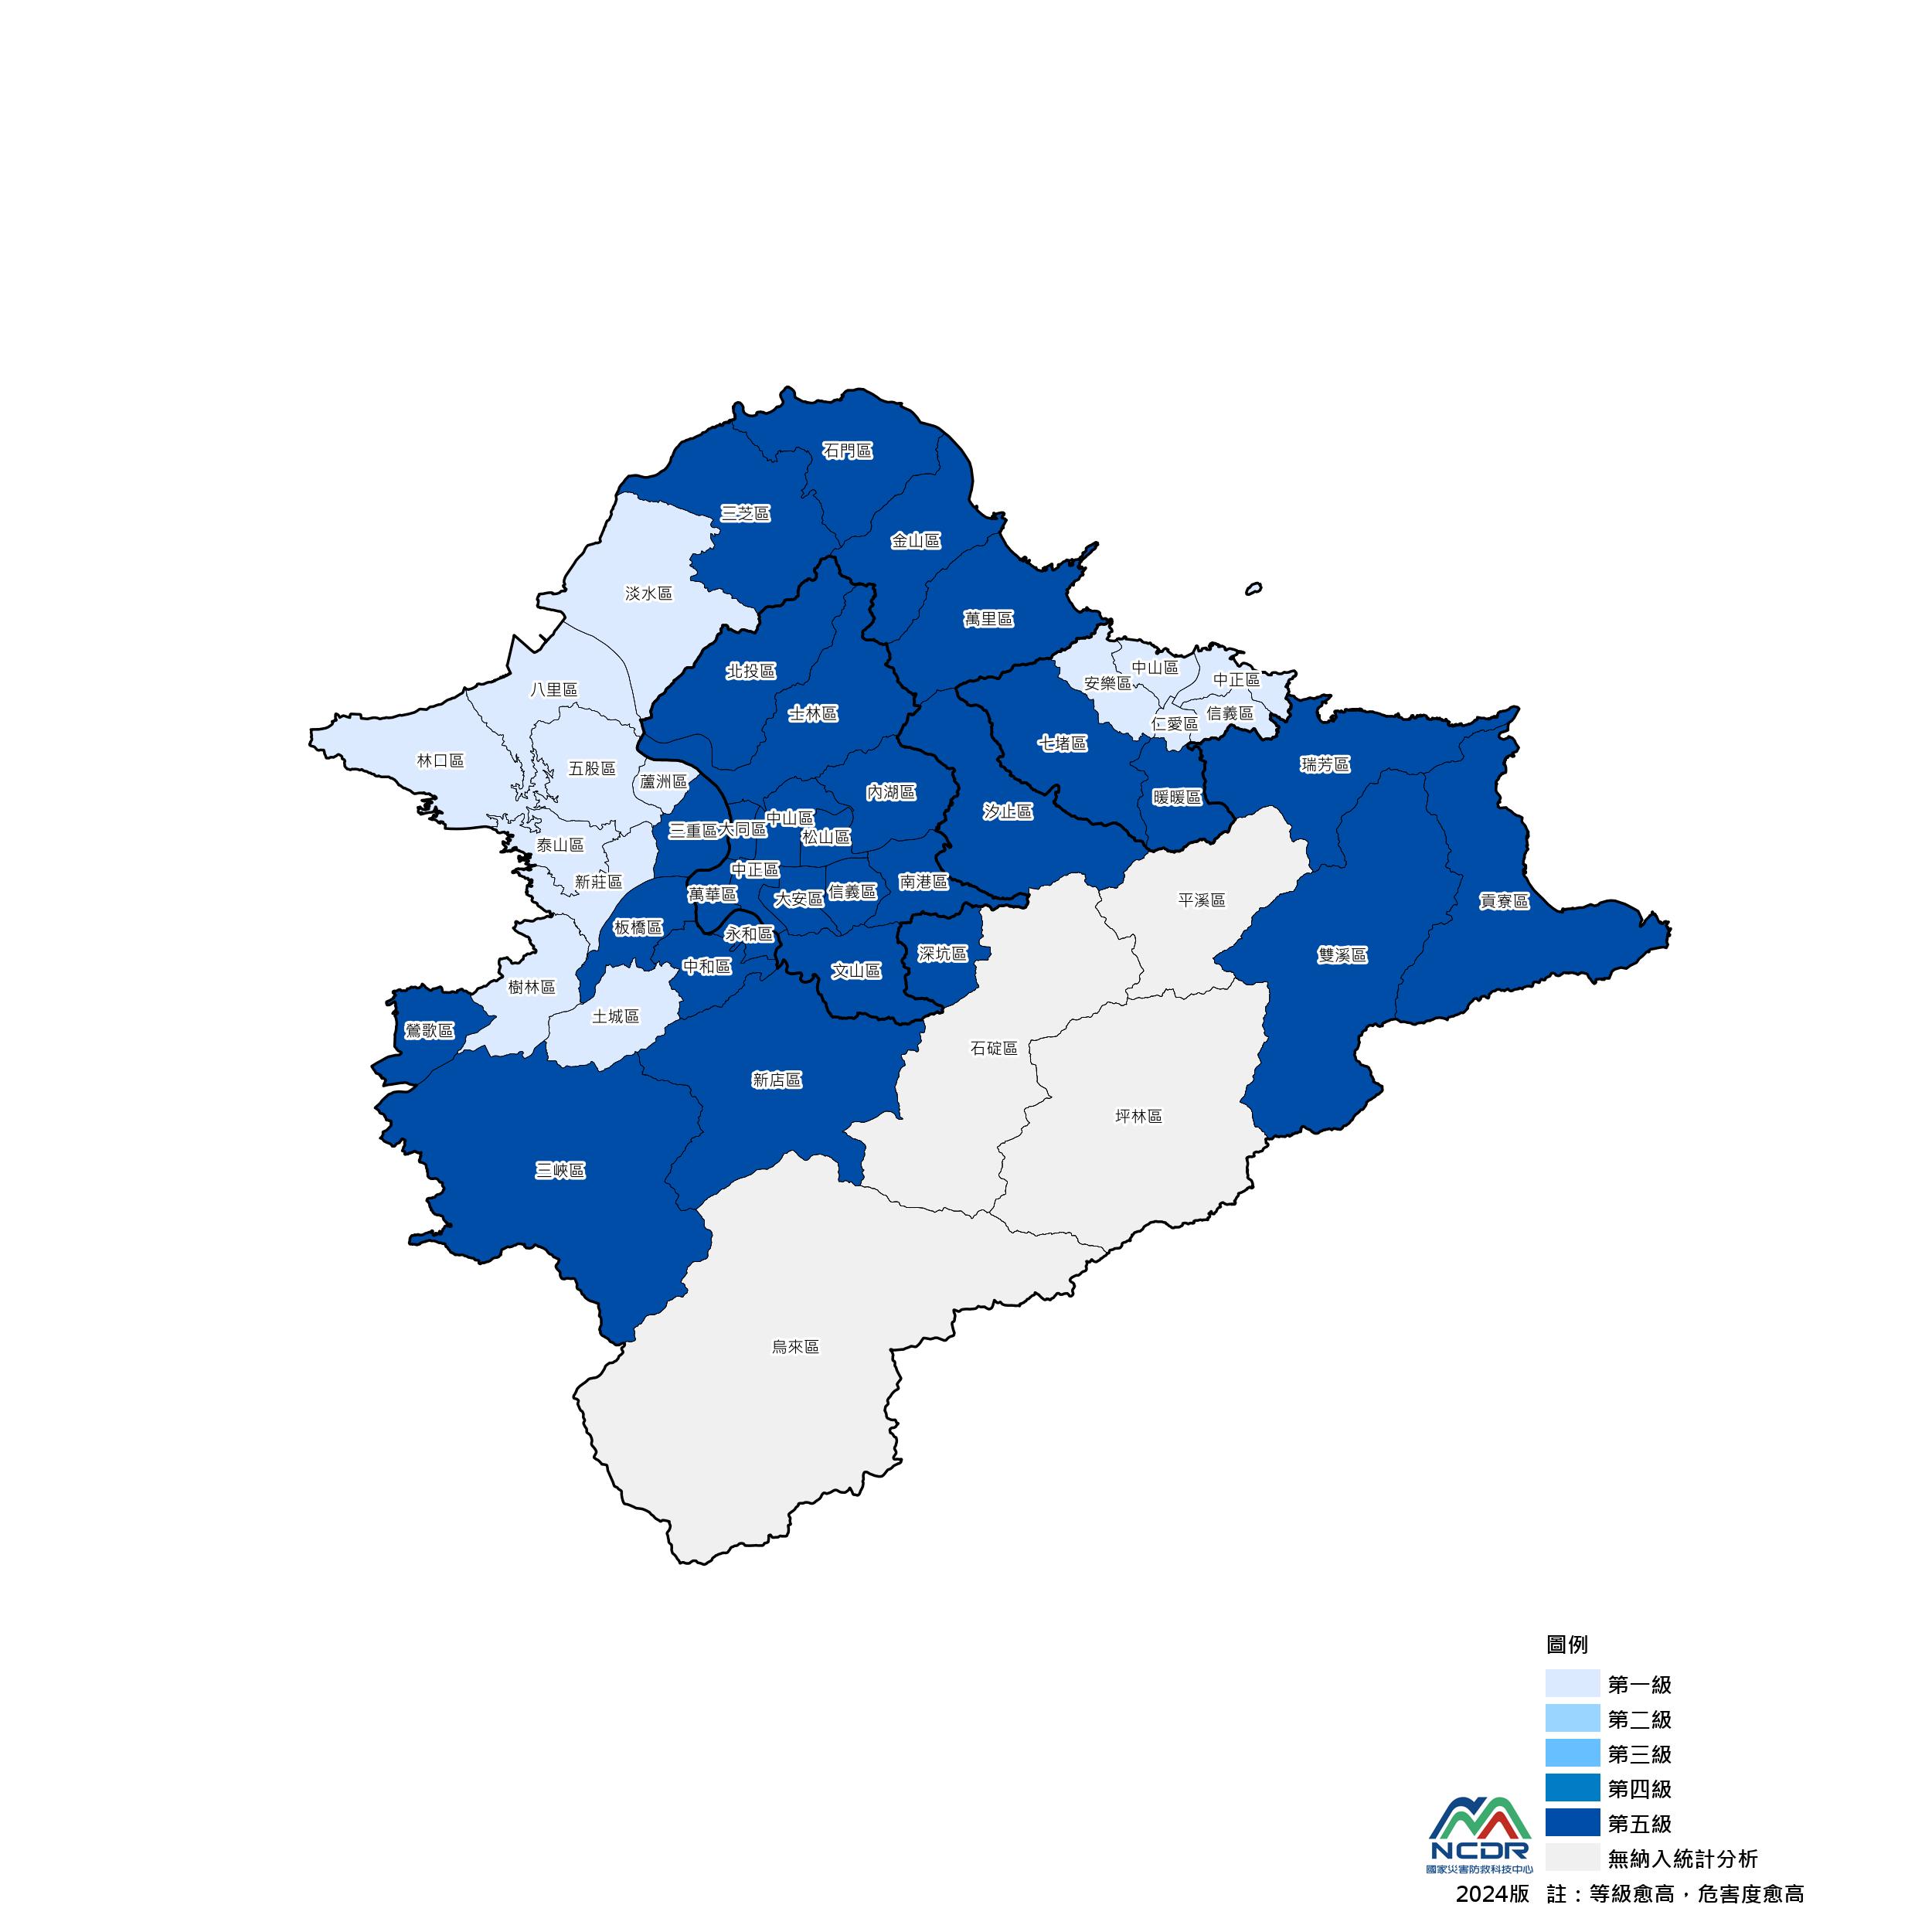 石門區
三芝區
金山區
淡水區
萬里區
中山區
北投區
安樂區
中正區
八里區
士林區
仁愛區
信義區
七堵區
林口區
五股區
瑞芳區
蘆洲區
內湖區
暖暖區
汐止區
中山區
三重區
大同區
松山區
泰山區
中正區
新莊區
南港區
萬華區
大安區
信義區
平溪區
貢寮區
板橋區
永和區
深坑區
雙溪區
中和區
文山區
樹林區
土城區
鶯歌區
石碇區
新店區
坪林區
三峽區
烏來區
圖例
第一級
第二級
第三級
第四級
第五級
無納入統計分析
NCDR
國家災害防救科技中心
2024版 註：等級愈高，危害度愈高